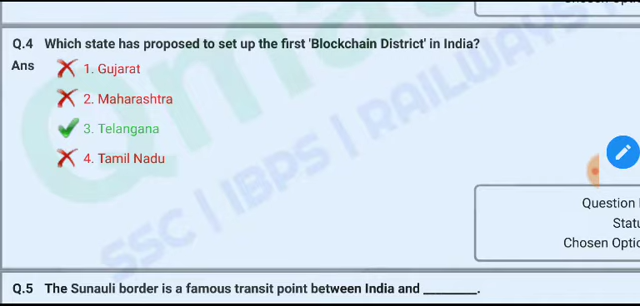 Q.4 Which state has proposed to set up the first 'Blockchain District' in India?
Ans 1. Gujarat
2. Maharashtra
3. Telangana
4. Tamil Nadu
SSC | IBPS | RAILWAYS
Question
Statu
Chosen Optio
Q.5 The Sunauli border is a famous transit point between India and ________.